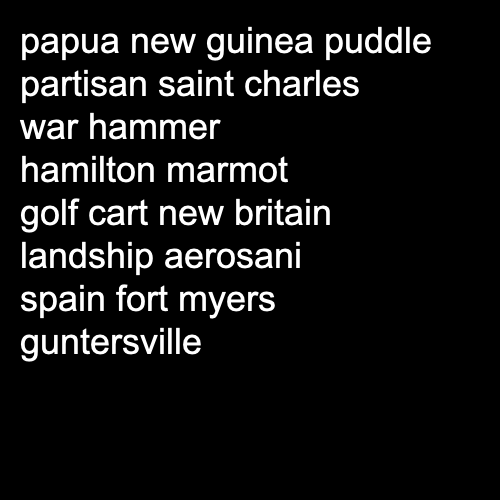 papua new guinea puddle
partisan saint charles
war hammer
hamilton marmot
golf cart new britain
landship aerosani
spain fort myers
guntersville